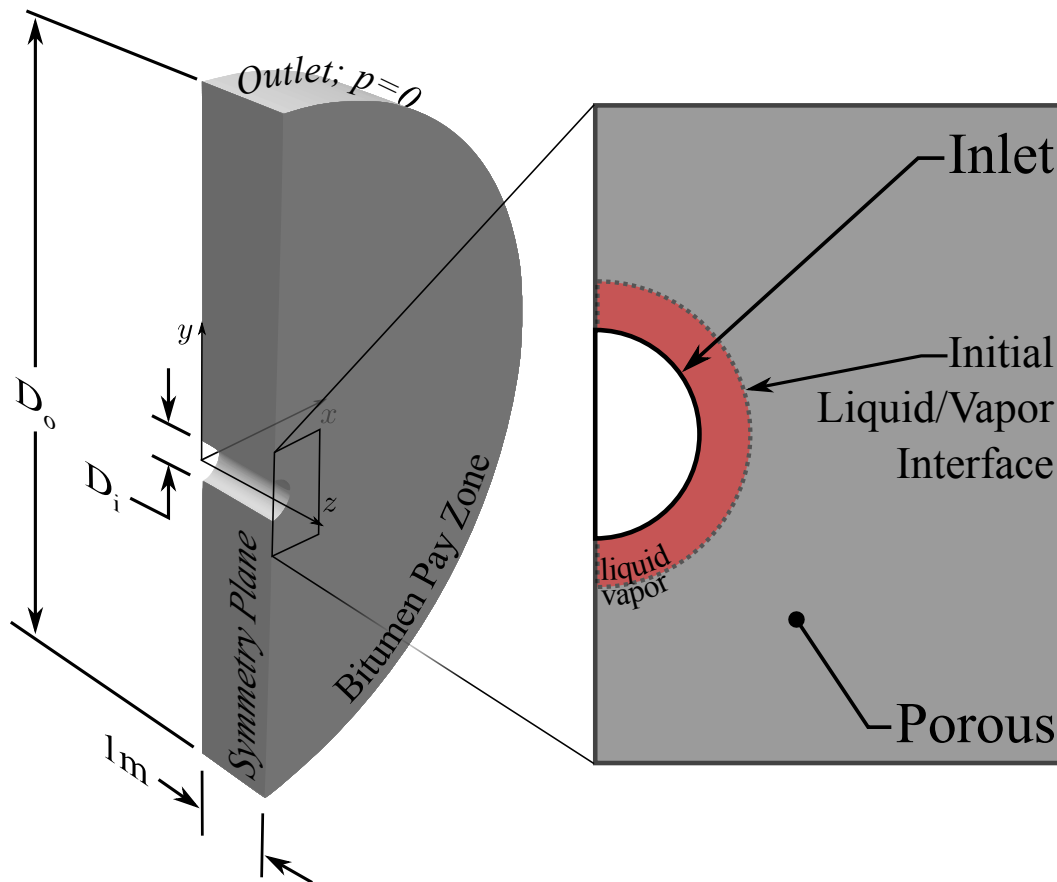 Outlet; p=0
Inlet
y
Initial
Liquid/Vapor
Interface
D_o
x
D_i
z
liquid
vapor
Symmetry Plane
Bitumen Pay Zone
Porous
1m